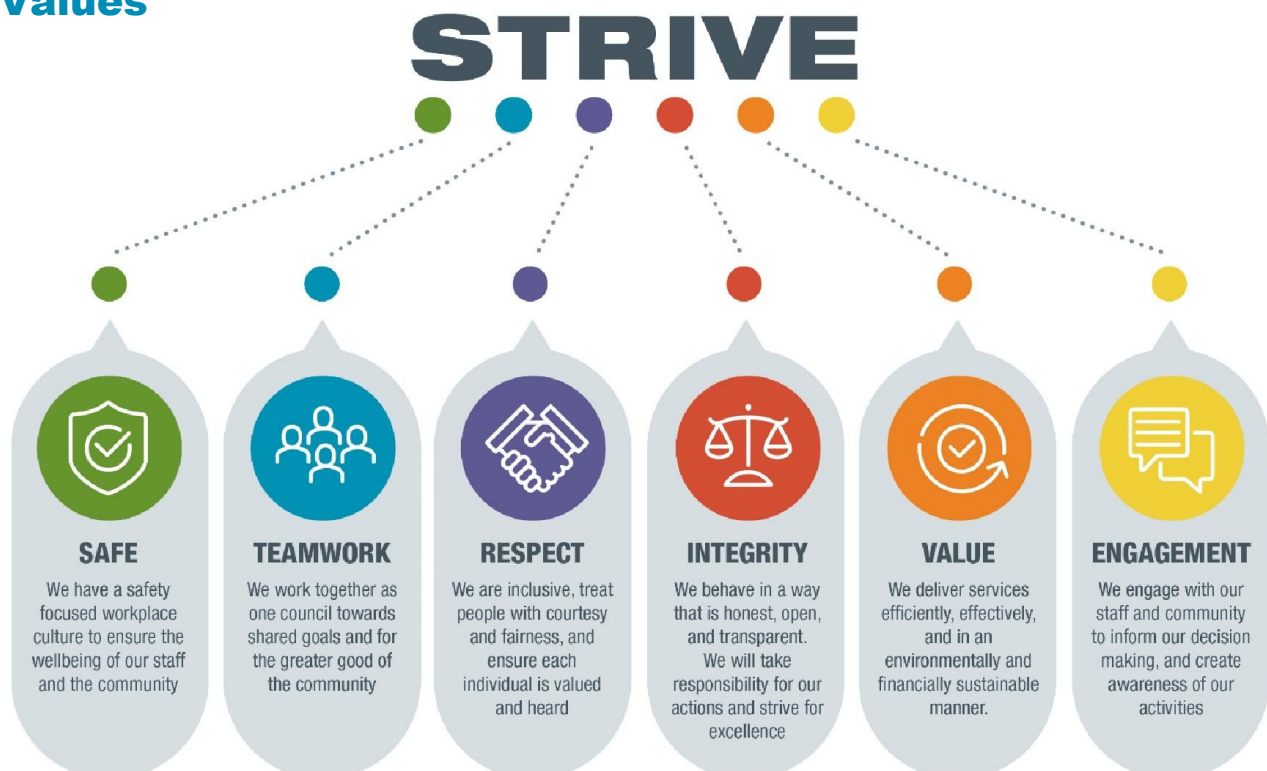 Values
STRIVE
SAFE
We have a safety
focused workplace
culture to ensure the
wellbeing of our staff
and the community
TEAMWORK
We work together as
one council towards
shared goals and for
the greater good of
the community
RESPECT
We are inclusive, treat
people with courtesy
and fairness, and
ensure each
individual is valued
and heard
INTEGRITY
We behave in a way
that is honest, open,
and transparent.
We will take
responsibility for our
actions and strive for
excellence
VALUE
We deliver services
efficiently, effectively,
and in an
environmentally and
financially sustainable
manner.
ENGAGEMENT
We engage with our
staff and community
to inform our decision
making, and create
awareness of our
activities